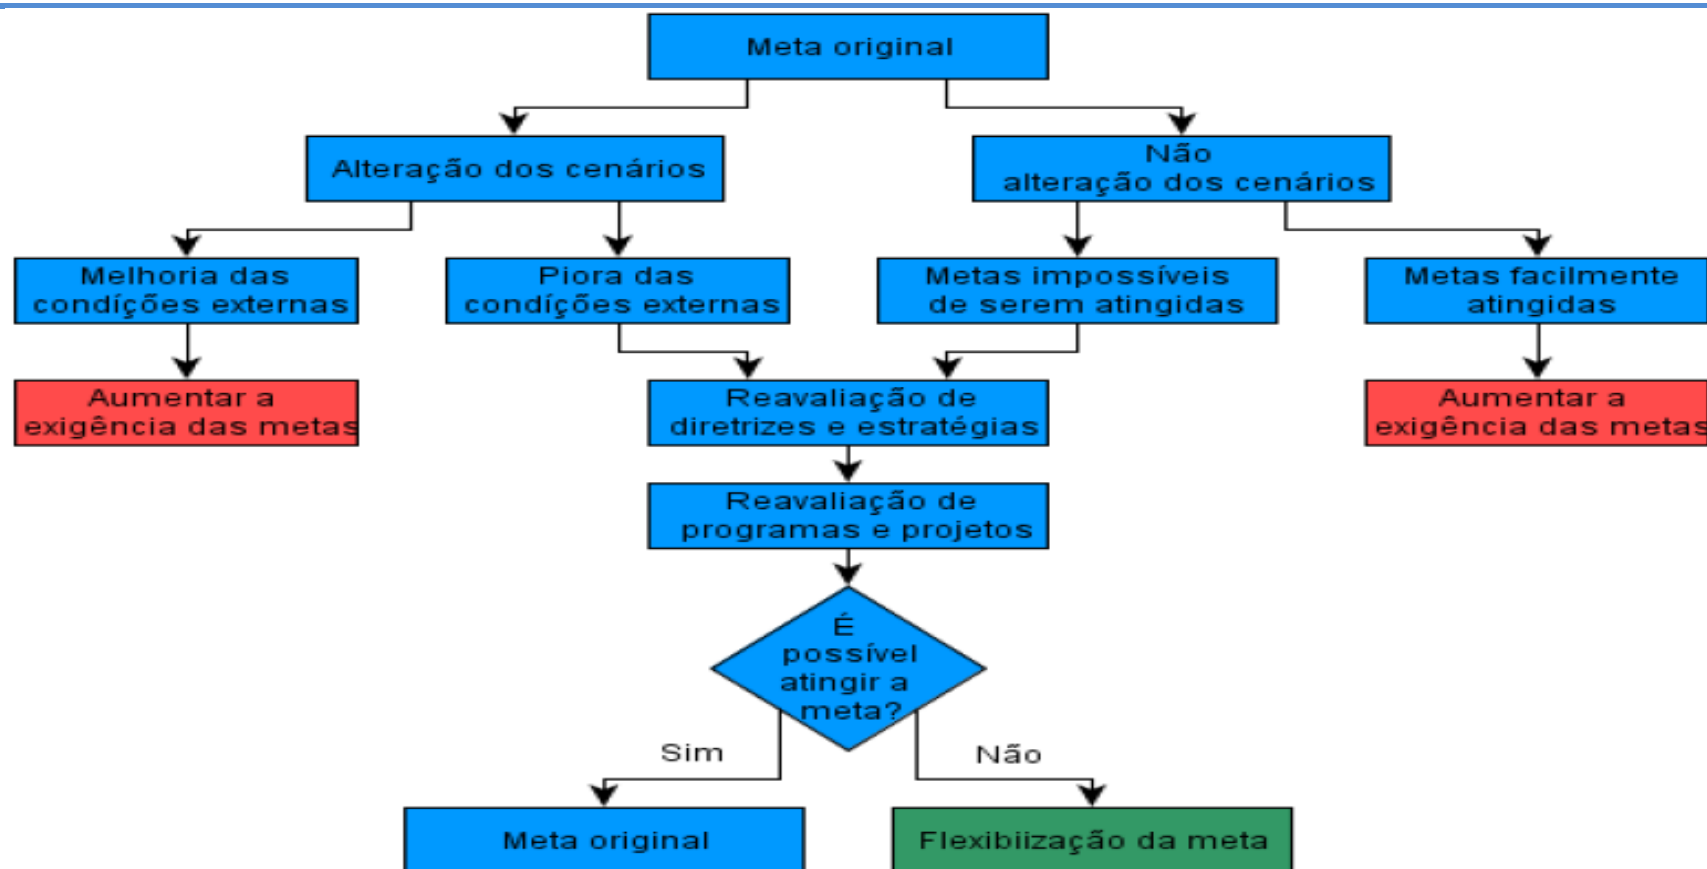 Meta original
Alteração dos cenários
Não
alteração dos cenários
Melhoria das
condíções externas
Piora das
condíções externas
Metas impossíveis
de serem atingidas
Metas facilmente
atingidas
Aumentar a
exigência das metas
Reavaliação de
diretrizes e estratégias
Aumentar a
exigência das metas
Reavaliação de
programas e projetos
É
possível
atingir a
meta?
Sim
Não
Meta original
Flexibiização da meta